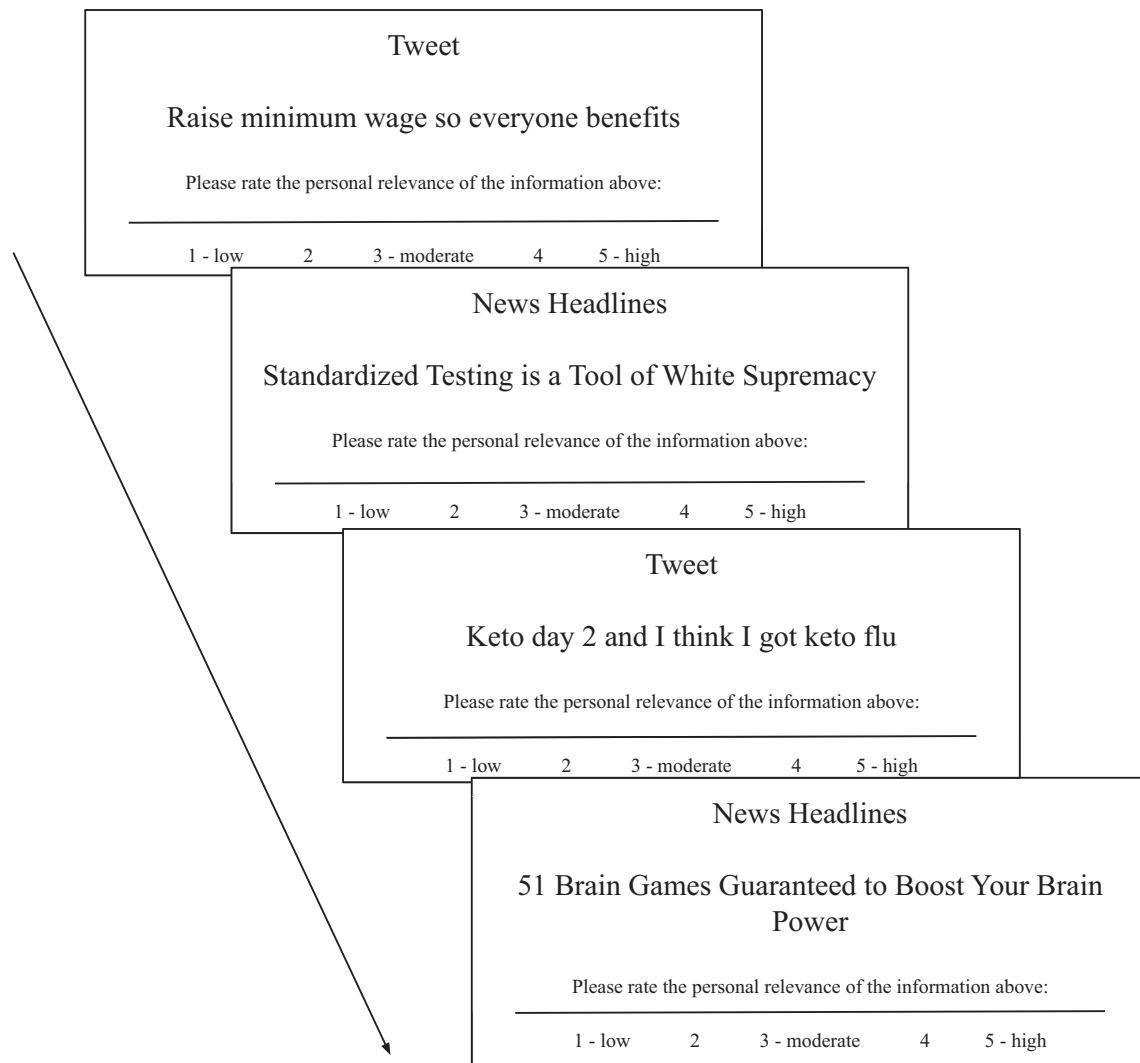 Tweet
Raise minimum wage so everyone benefits
Please rate the personal relevance of the information above:
1 - low 2 3 - moderate 4 5 - high
News Headlines
Standardized Testing is a Tool of White Supremacy
Please rate the personal relevance of the information above:
1 - low 2 3 - moderate 4 5 - high
Tweet
Keto day 2 and I think I got keto flu
Please rate the personal relevance of the information above:
1 - low 2 3 - moderate 4 5 - high
News Headlines
51 Brain Games Guaranteed to Boost Your Brain
Power
Please rate the personal relevance of the information above:
1 - low 2 3 - moderate 4 5 - high